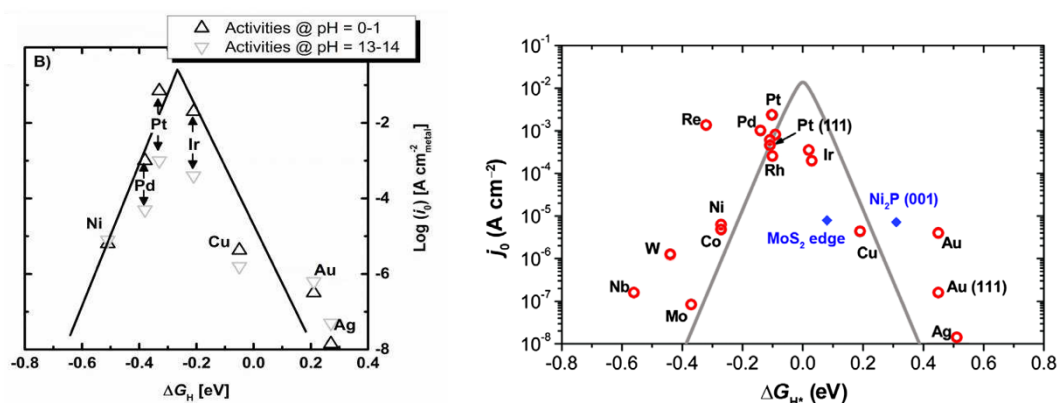 Activities @ pH = 0-1
Activities @ pH = 13-14
B)
Pt
Ir
Pd
Ni
Cu
Au
Ag
-2
-4
-6
-8
Log (i₀) [A cm⁻²metal]
-0.8 -0.6 -0.4 -0.2 0.0 0.2 0.4
ΔG_H [eV]
10⁻¹
10⁻²
10⁻³
10⁻⁴
10⁻⁵
10⁻⁶
10⁻⁷
10⁻⁸
j₀ (A cm⁻²)
Pt
Re
Pd
Pt (111)
Ir
Rh
Ni
Ni₂P (001)
Co
MoS₂ edge
Cu
Au
W
Nb
Au (111)
Mo
Ag
-0.8 -0.6 -0.4 -0.2 0.0 0.2 0.4 0.6 0.8
ΔG_H* (eV)